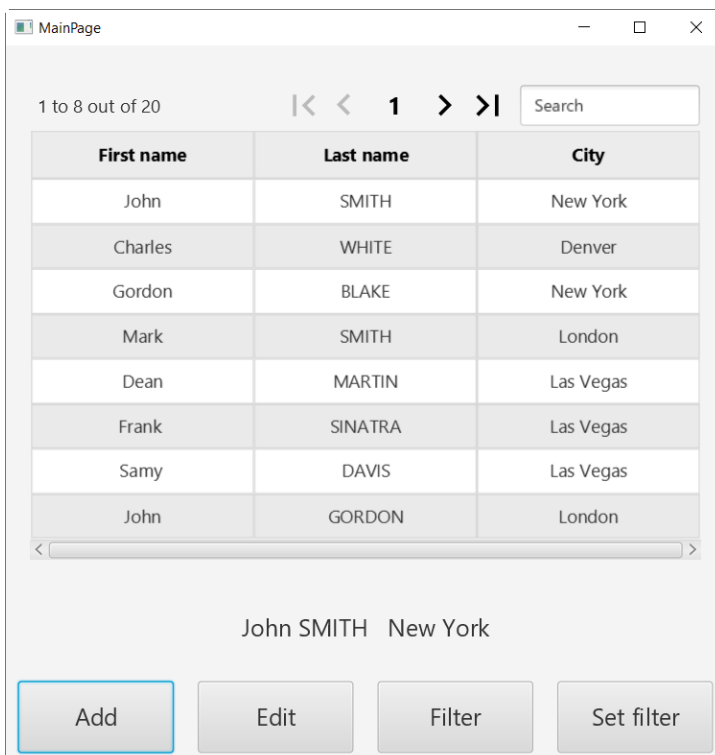 MainPage
1 to 8 out of 20 1 Search
First name Last name City
John SMITH New York
Charles WHITE Denver
Gordon BLAKE New York
Mark SMITH London
Dean MARTIN Las Vegas
Frank SINATRA Las Vegas
Samy DAVIS Las Vegas
John GORDON London
John SMITH New York
Add Edit Filter Set filter